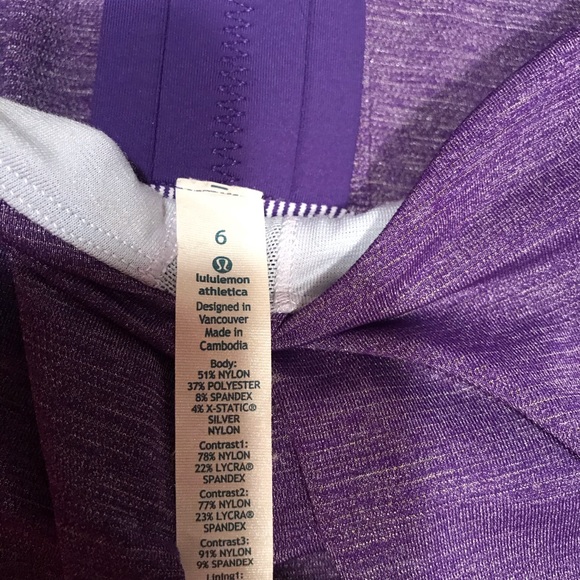 6
lululemon
athletica
Designed in
Vancouver
Made in
Cambodia
Body:
51% NYLON
37% POLYESTER
8% SPANDEX
4% X-STATIC®
SILVER
NYLON
Contrast1:
78% NYLON
22% LYCRA®
SPANDEX
Contrast2:
77% NYLON
23% LYCRA®
SPANDEX
Contrast3:
91% NYLON
9% SPANDEX
Lining1: